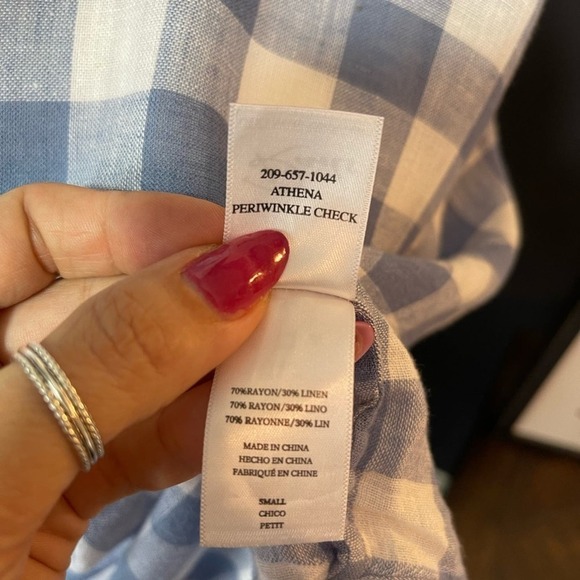 209-657-1044
ATHENA
PERIWINKLE CHECK
70%RAYON/30% LINEN
70% RAYON/30% LINO
70% RAYONNE/30% LIN
MADE IN CHINA
HECHO EN CHINA
FABRIQUÉ EN CHINE
SMALL
CHICO
PETIT